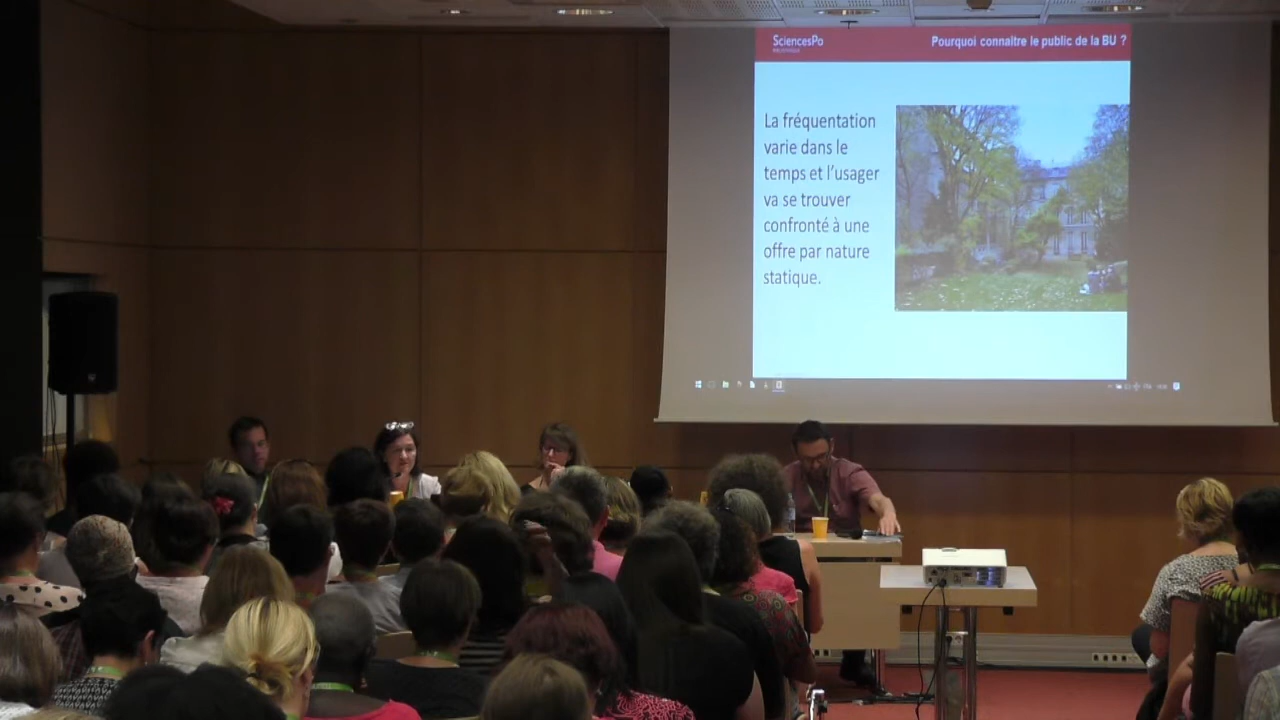 SciencesPo
Pourquoi connaître le public de la BU ?
La fréquentation
varie dans le
temps et l'usager
va se trouver
confronté à une
offre par nature
statique.